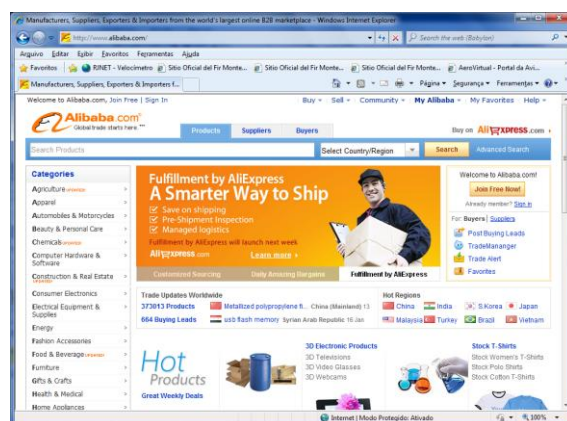 Manufacturers, Suppliers, Exporters & Importers from the world's largest online B2B marketplace - Windows Internet Explorer
http://www.alibaba.com/
Search the web (Babylon)
Arquivo Editar Exibir Favoritos Ferramentas Ajuda
Favorites RJNET - Velocimetro Sitio Oficial del Fir Monte... Sitio Oficial del Fir Monte... Sitio Oficial del Fir Monte... AeroVirtual - Portal da Avi...
Manufacturers, Suppliers, Exporters & Importers f...
Página Segurança Ferramentas
Welcome to Alibaba.com, Join Free | Sign In
Buy Sell Community My Alibaba My Favorites Help
Alibaba.com
Global trade starts here.™
Products Suppliers Buyers
Buy on AliExpress.com
Search Products
Select Country/Region
Search
Advanced Search
Categories
Agriculture
Apparel
Automobiles & Motorcycles
Beauty & Personal Care
Chemicals
Computer Hardware &
Software
Construction & Real Estate
Consumer Electronics
Electrical Equipment &
Supplies
Energy
Fashion Accessories
Food & Beverage
Furniture
Gifts & Crafts
Health & Medical
Home Appliances
Fulfillment by AliExpress
A Smarter Way to Ship
Save on shipping
Pre-Shipment Inspection
Managed logistics
Fulfillment by AliExpress will launch next week
AliExpress.com
Learn more
Customized Sourcing
Daily Amazing Bargains
Fulfillment by AliExpress
Welcome to Alibaba.com!
Join Free Now!
Already member? Sign in
For: Buyers | Suppliers
Post Buying Leads
TradeManager
Trade Alert
Favorites
Trade Updates Worldwide
373013 Products Metallized polypropylene fi... China (Mainland) 13
664 Buying Leads usb flash memory Syrian Arab Republic 16 Jan
Hot Regions
China India S.Korea Japan
Malaysia Turkey Brazil Vietnam
Hot
Products
Great Weekly Deals
3D Electronic Products
3D Televisions
3D Video Glasses
3D Webcams
Stock T-Shirts
Stock Women's T-Shirts
Stock Polo Shirts
Stock Cotton T-Shirts
Internet | Modo Protegido: Ativado
100%